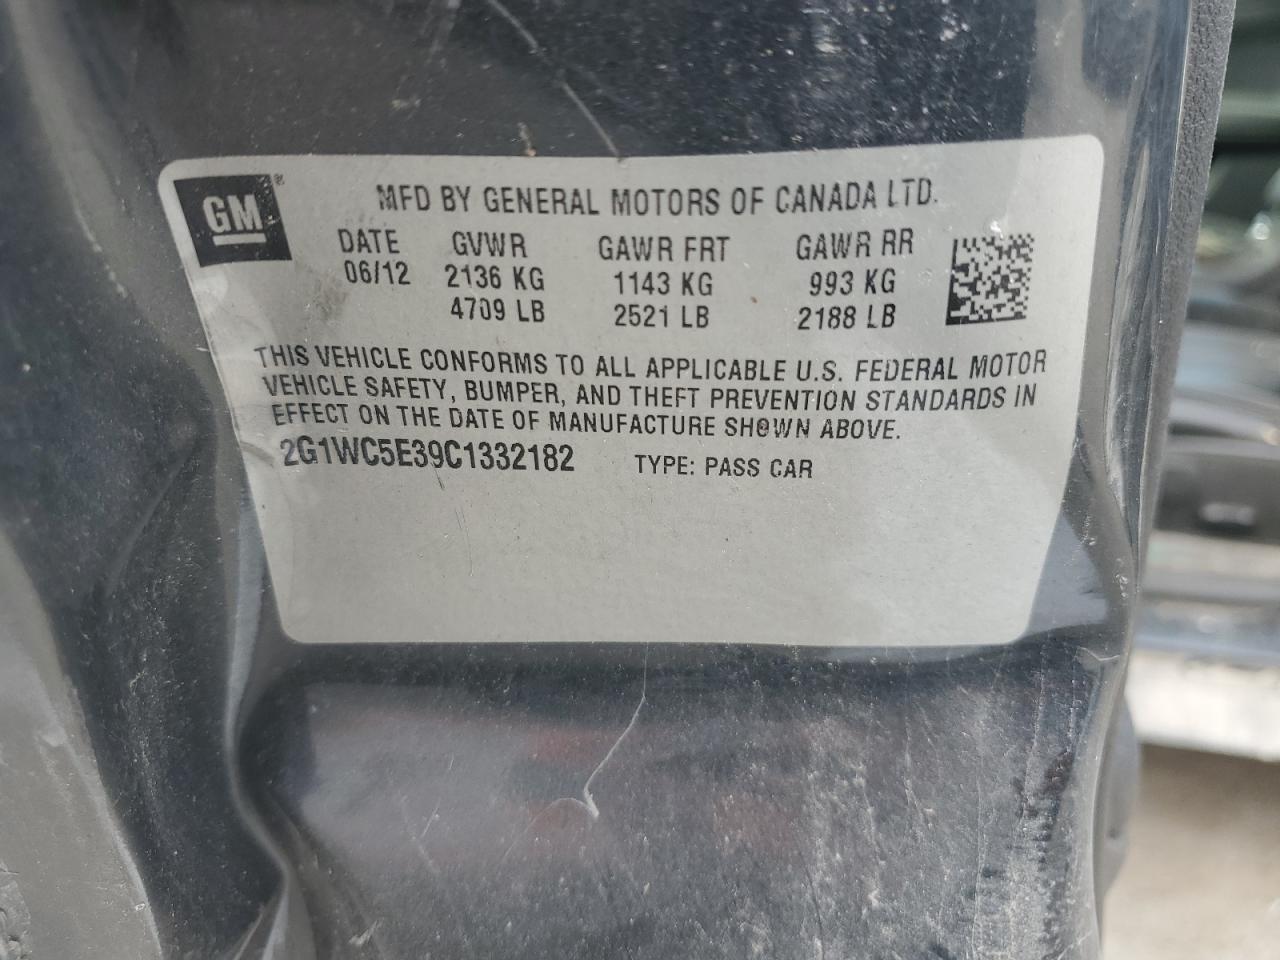 GM ®
MFD BY GENERAL MOTORS OF CANADA LTD.
DATE GVWR GAWR FRT GAWR RR
06/12 2136 KG 1143 KG 993 KG
4709 LB 2521 LB 2188 LB
THIS VEHICLE CONFORMS TO ALL APPLICABLE U.S. FEDERAL MOTOR
VEHICLE SAFETY, BUMPER, AND THEFT PREVENTION STANDARDS IN
EFFECT ON THE DATE OF MANUFACTURE SHOWN ABOVE.
2G1WC5E39C1332182 TYPE: PASS CAR